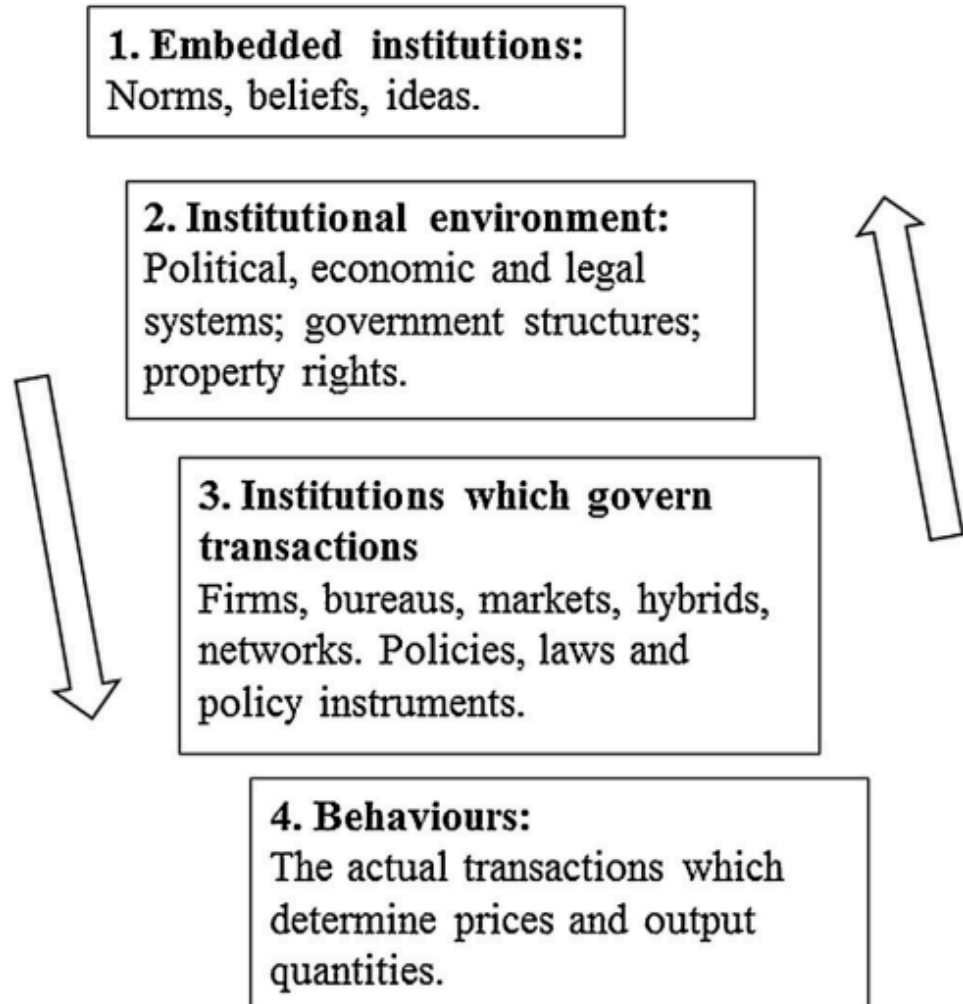 1. Embedded institutions:
Norms, beliefs, ideas.
2. Institutional environment:
Political, economic and legal
systems; government structures;
property rights.
3. Institutions which govern
transactions
Firms, bureaus, markets, hybrids,
networks. Policies, laws and
policy instruments.
4. Behaviours:
The actual transactions which
determine prices and output
quantities.